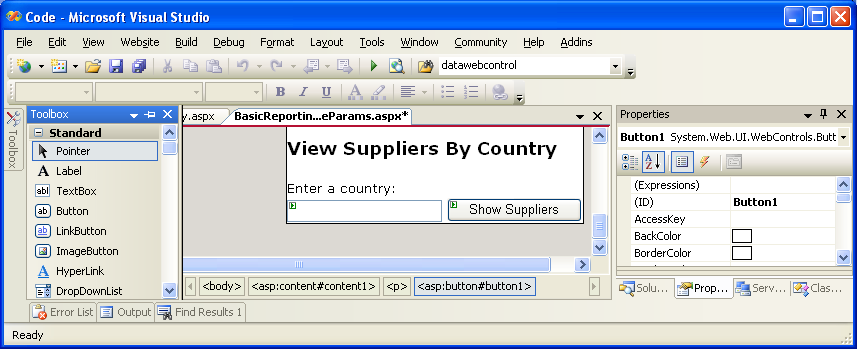 Code - Microsoft Visual Studio
File Edit View Website Build Debug Format Layout Tools Window Community Help Addins
datawebcontrol
B I U A
Toolbox
Toolbox
Standard
Pointer
A Label
abl TextBox
ab Button
ab LinkButton
ImageButton
A HyperLink
DropDownList
y.aspx BasicReportin...eParams.aspx*
View Suppliers By Country
Enter a country:
Show Suppliers
<body> <asp:content#content1> <p> <asp:button#button1>
Properties
Button1 System.Web.UI.WebControls.Butt
(Expressions)
(ID) Button1
AccessKey
BackColor
BorderColor
Solu... Prop... Serv... Clas...
Error List Output Find Results 1
Ready